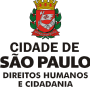 CIDADE DE
SÃO PAULO
DIREITOS HUMANOS
E CIDADANIA